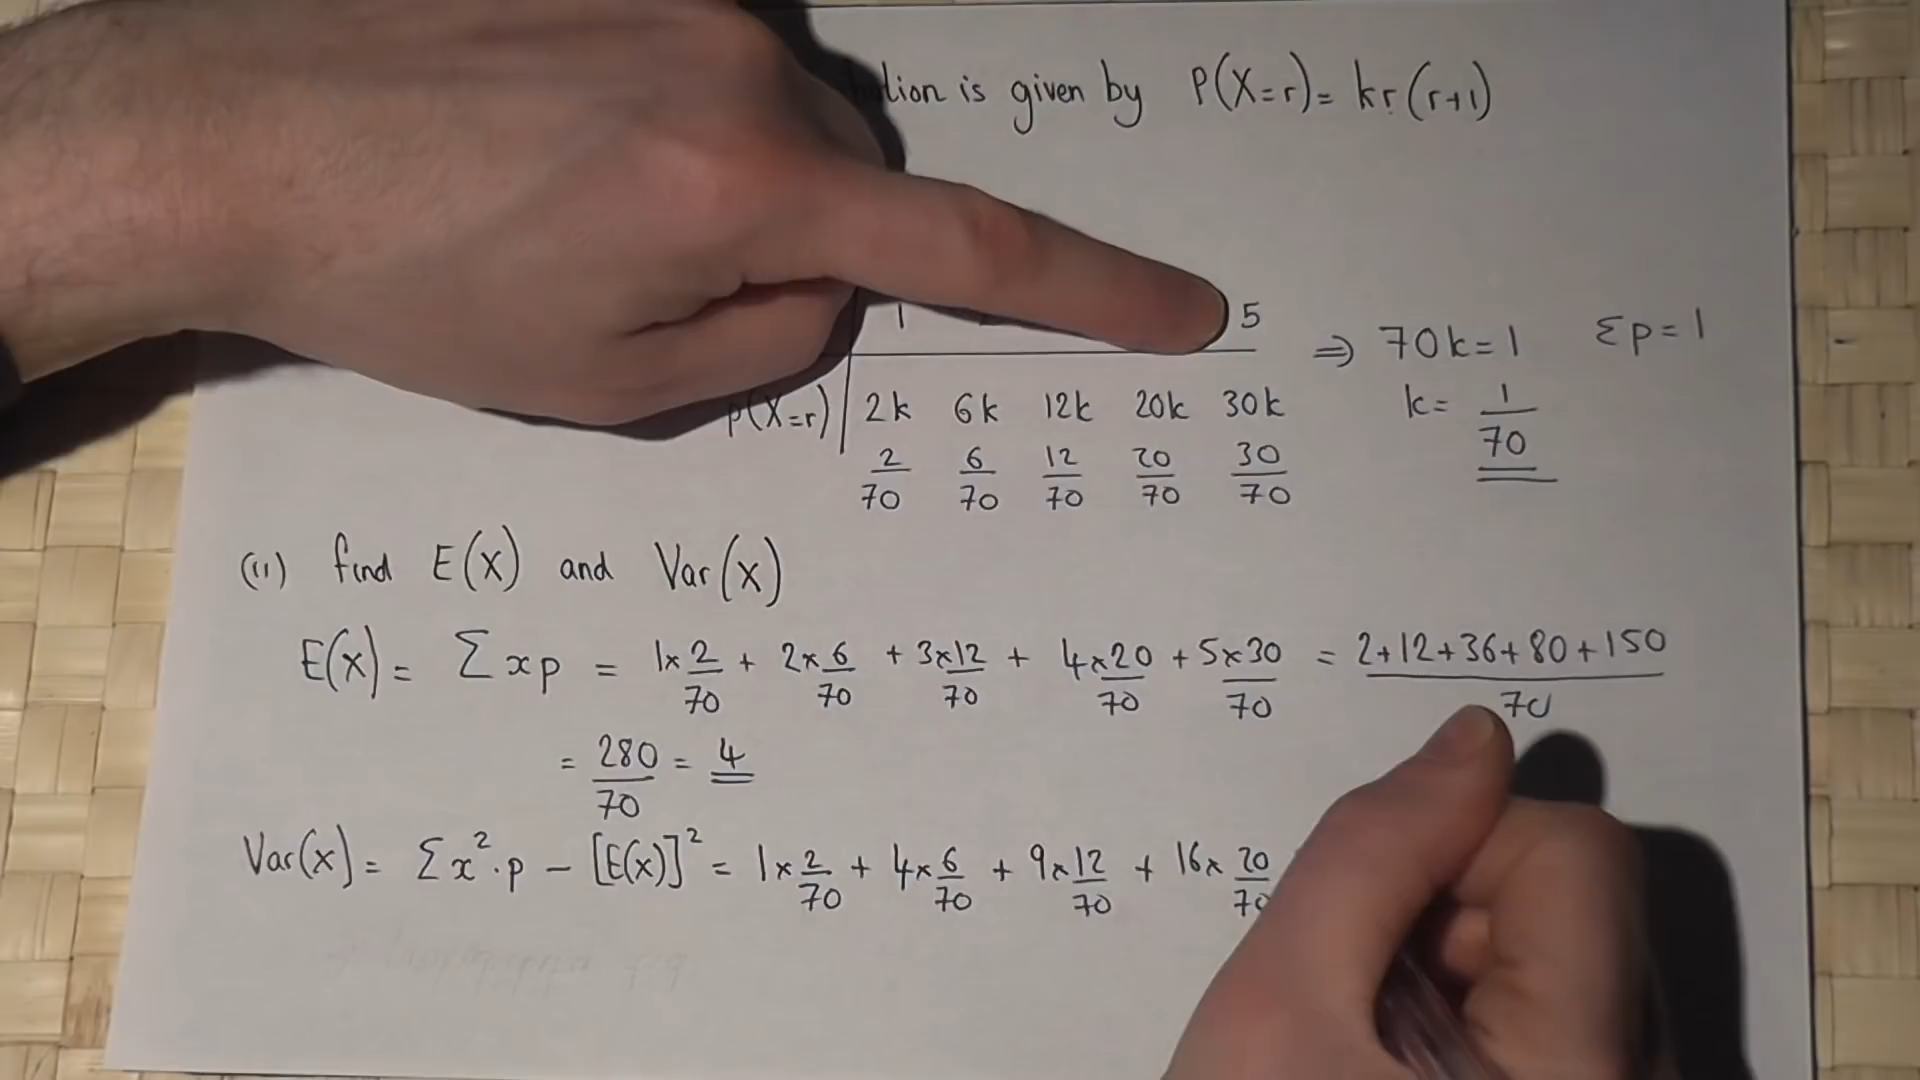 is given by P(X=r)= kr(r+1)
1 5 ⇒ 70k=1 Σp=1
P(X=r) 2k 6k 12k 20k 30k k= 1/70
2/70 6/70 12/70 20/70 30/70
(ii) find E(X) and Var(X)
E(X)= Σxp = 1×2/70 + 2×6/70 + 3×12/70 + 4×20/70 + 5×30/70 = 2+12+36+80+150/70
= 280/70 = 4
Var(X)= Σx².p − [E(X)]² = 1×2/70 + 4×6/70 + 9×12/70 + 16×20/70